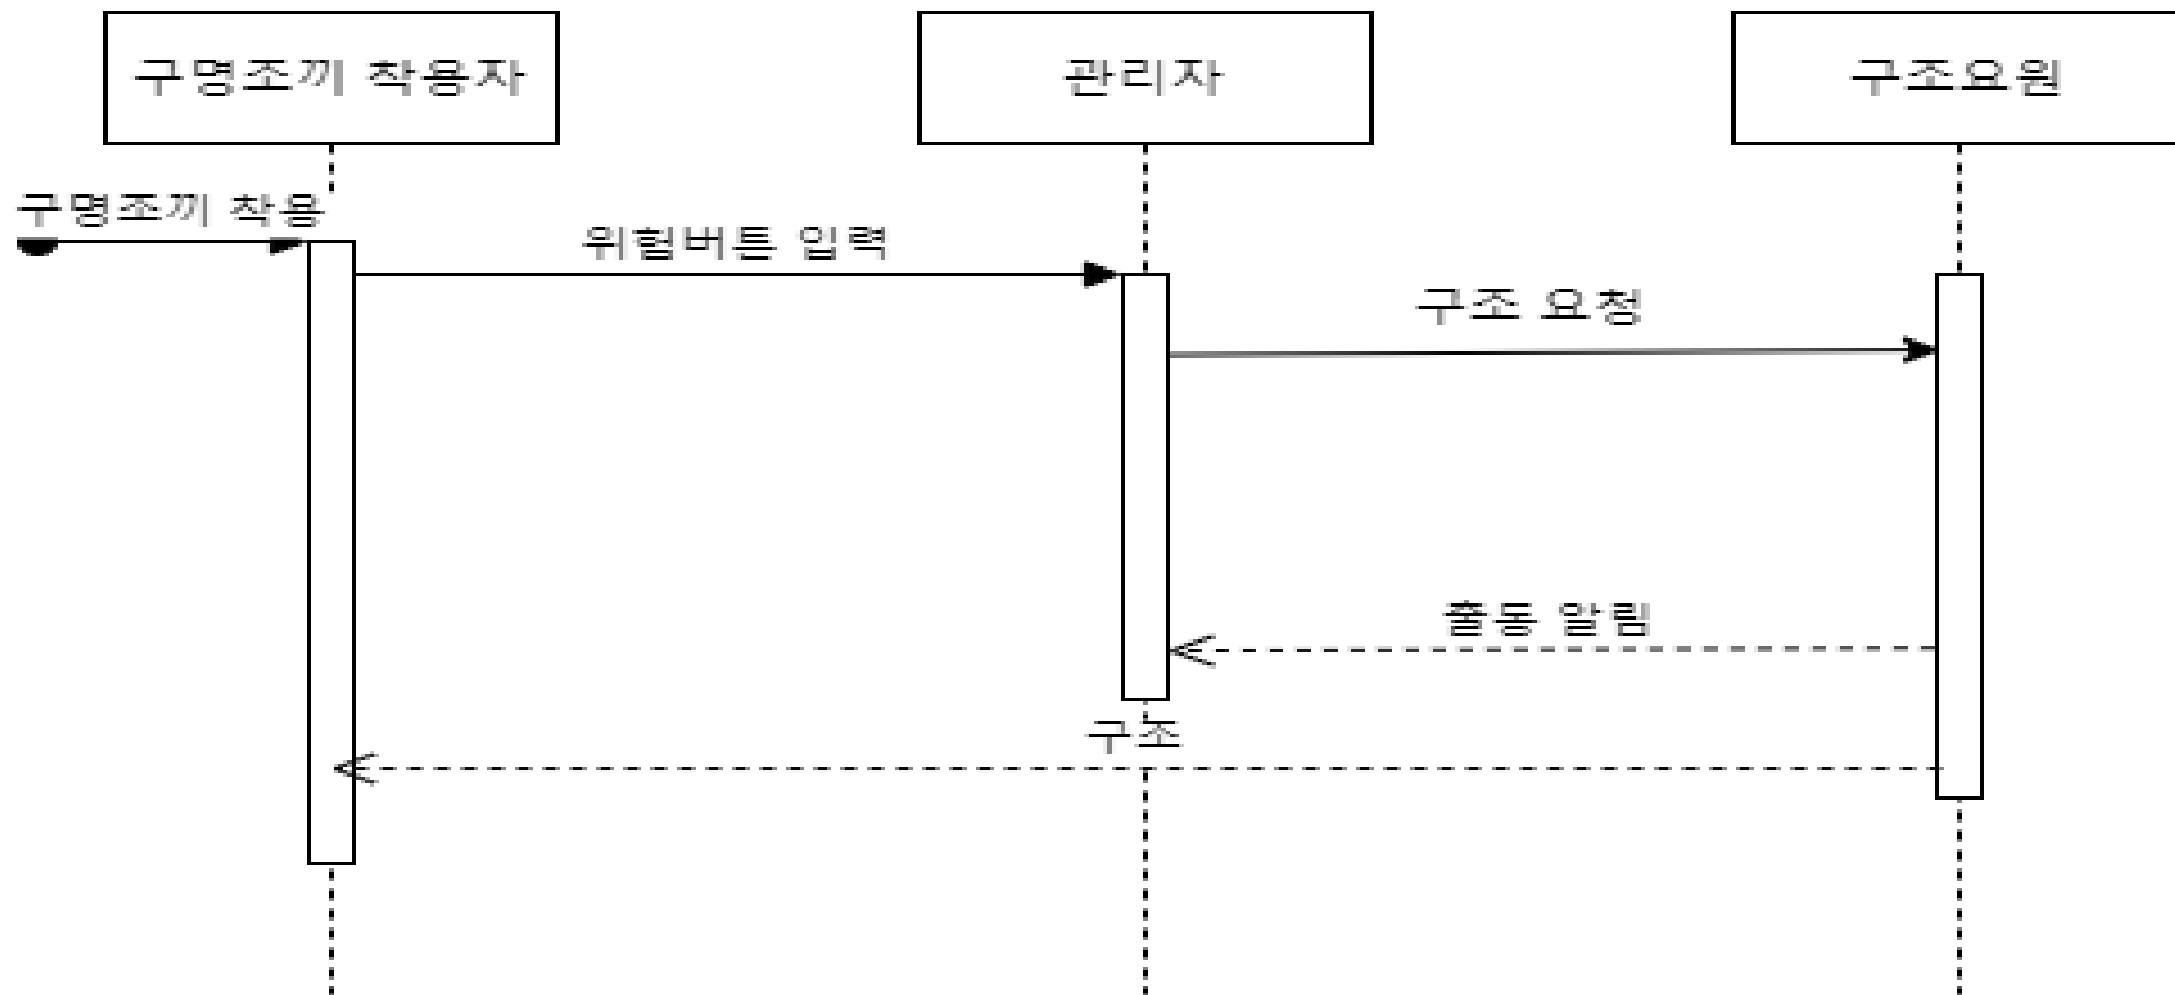 구명조끼 착용자
관리자
구조요원
구명조끼 착용
위험버튼 입력
구조 요청
출동 알림
구조